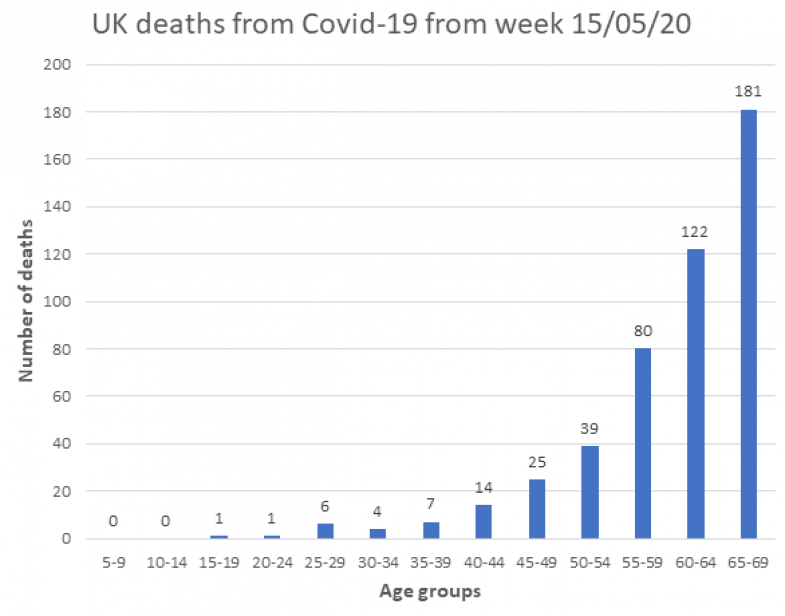 UK deaths from Covid-19 from week 15/05/20
200
180
160
140
120
100
80
60
40
20
0
Number of deaths
0 0 1 1 6 4 7 14 25 39 80 122 181
5-9 10-14 15-19 20-24 25-29 30-34 35-39 40-44 45-49 50-54 55-59 60-64 65-69
Age groups